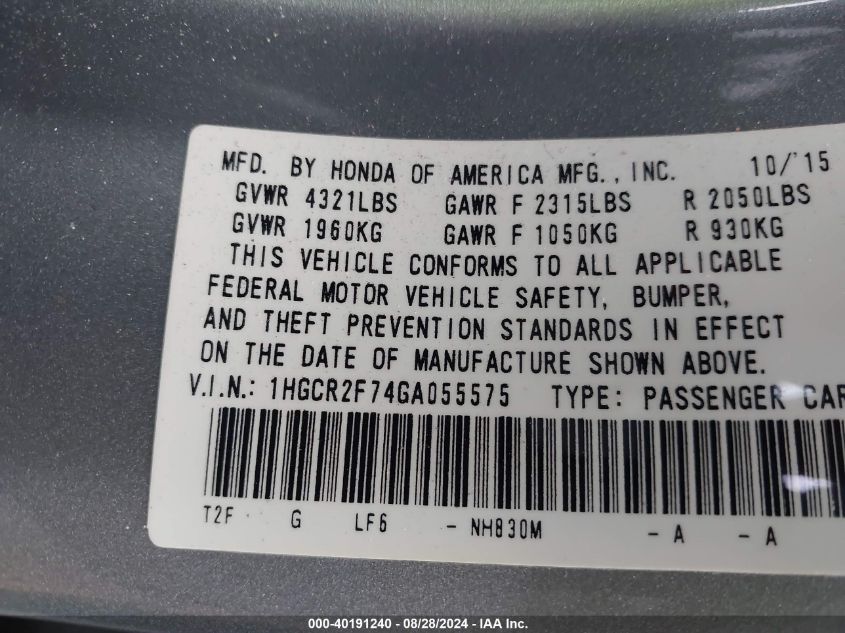 MFD. BY HONDA OF AMERICA MFG., INC. 10/'15
GVWR 4321LBS GAWR F 2315LBS R 2050LBS
GVWR 1960KG GAWR F 1050KG R 930KG
THIS VEHICLE CONFORMS TO ALL APPLICABLE
FEDERAL MOTOR VEHICLE SAFETY, BUMPER,
AND THEFT PREVENTION STANDARDS IN EFFECT
ON THE DATE OF MANUFACTURE SHOWN ABOVE.
V.I.N.: 1HGCR2F74GA055575 TYPE: PASSENGER CAR
T2F G LF6 - NH830M - A - A
000-40191240 - 08/28/2024 - IAA Inc.